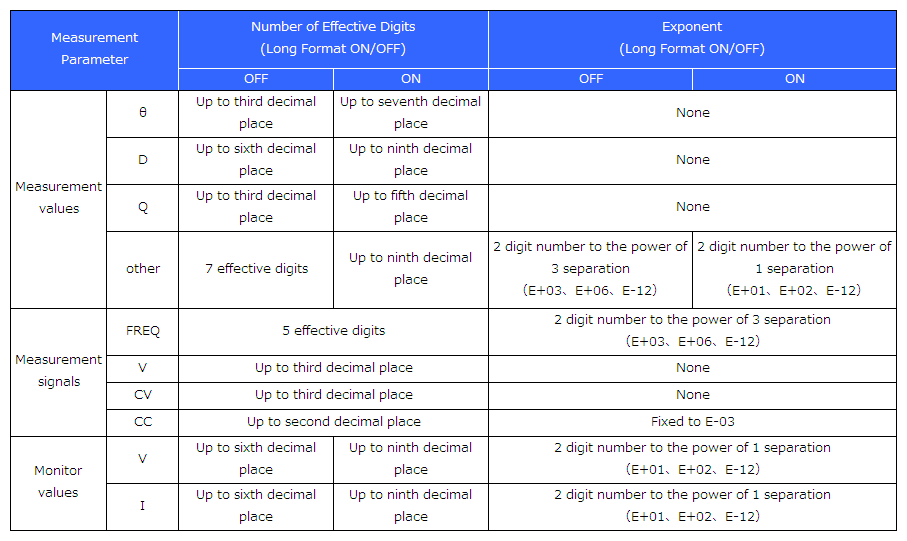 Measurement
Parameter
Number of Effective Digits
(Long Format ON/OFF)
Exponent
(Long Format ON/OFF)
OFF
ON
OFF
ON
Measurement
values
θ
Up to third decimal
place
Up to seventh decimal
place
None
D
Up to sixth decimal
place
Up to ninth decimal
place
None
Q
Up to third decimal
place
Up to fifth decimal
place
None
other
7 effective digits
Up to ninth decimal
place
2 digit number to the power of
3 separation
（E+03、E+06、E-12）
2 digit number to the power of
1 separation
（E+01、E+02、E-12）
Measurement
signals
FREQ
5 effective digits
2 digit number to the power of 3 separation
（E+03、E+06、E-12）
V
Up to third decimal place
None
CV
Up to third decimal place
None
CC
Up to second decimal place
Fixed to E-03
Monitor
values
V
Up to sixth decimal
place
Up to ninth decimal
place
2 digit number to the power of 1 separation
（E+01、E+02、E-12）
I
Up to sixth decimal
place
Up to ninth decimal
place
2 digit number to the power of 1 separation
（E+01、E+02、E-12）